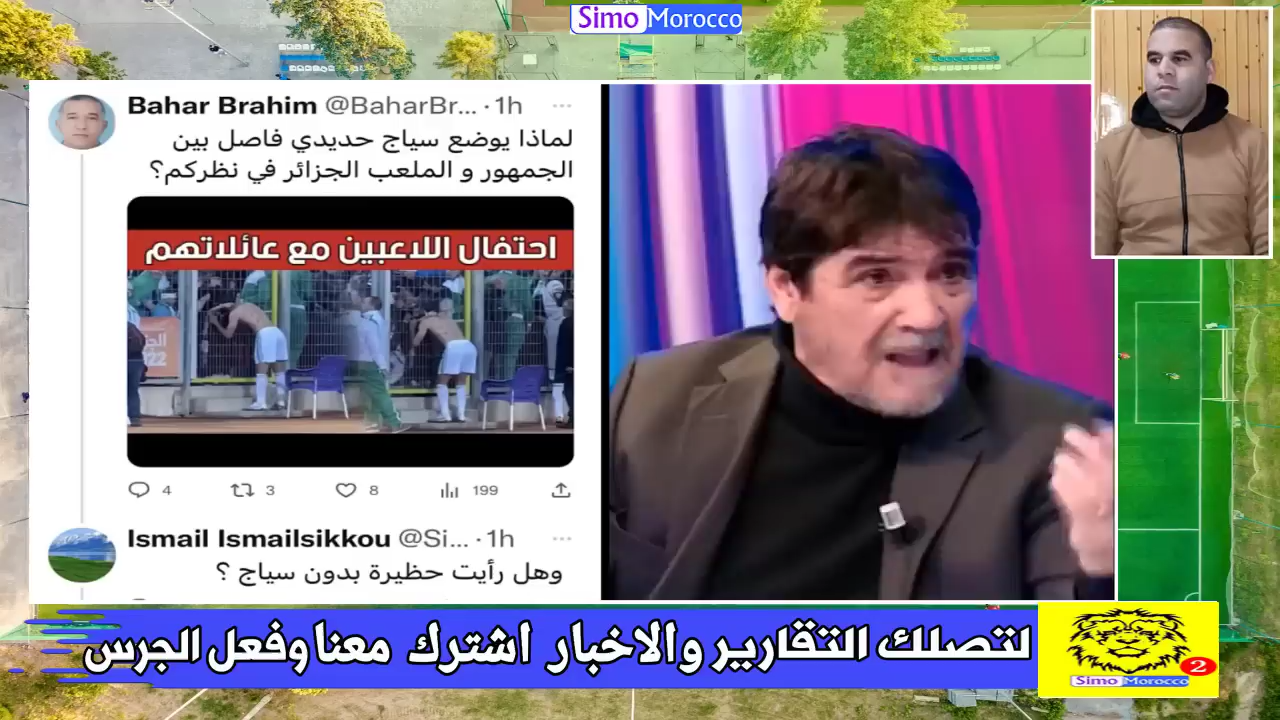 Simo Morocco
Bahar Brahim @BaharBr... · 1h
لماذا يوضع سياج حديدي فاصل بين
الجمهور و الملعب الجزائر في نظركم؟
احتفال اللاعبين مع عائلاتهم
4 3 8 199
Ismail Ismailsikkou @Si... · 1h
وهل رأيت حظيرة بدون سياج ؟
لتصلك التقارير والاخبار اشترك معنا وفعل الجرس
2
Simo Morocco